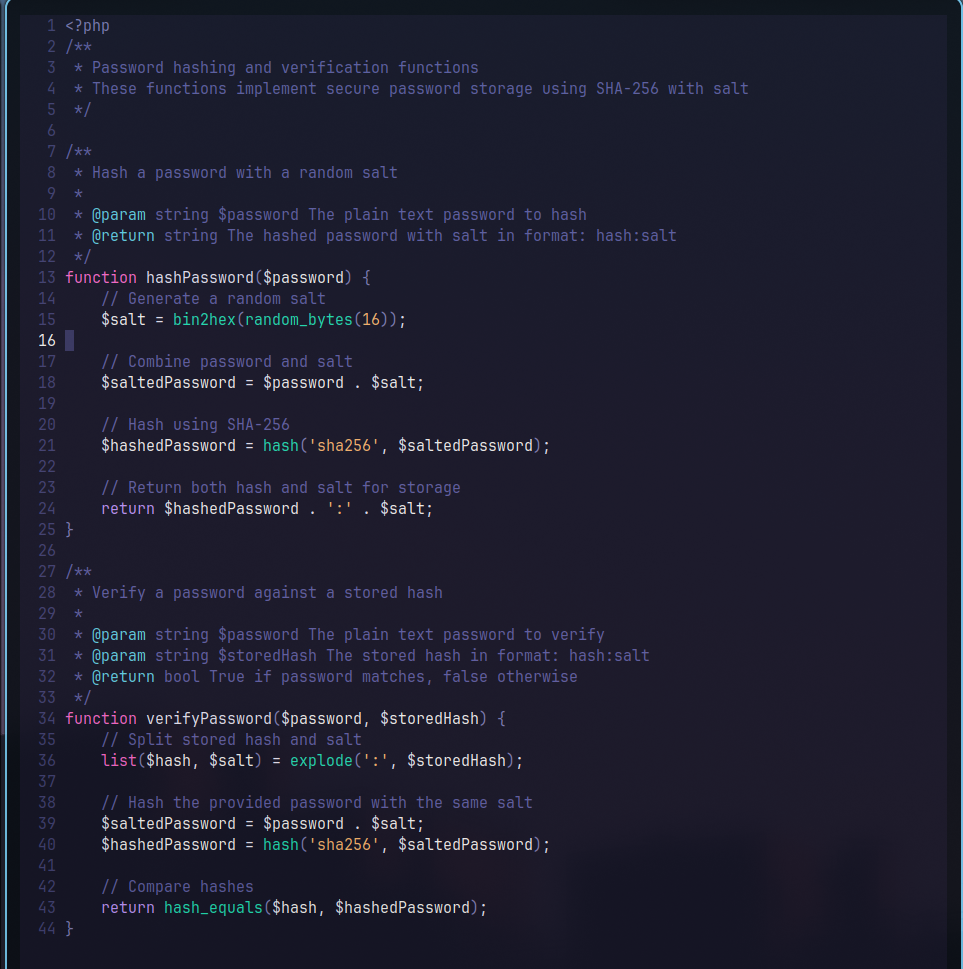 1 <?php
2 /**
3  * Password hashing and verification functions
4  * These functions implement secure password storage using SHA-256 with salt
5  */
6
7 /**
8  * Hash a password with a random salt
9  *
10  * @param string $password The plain text password to hash
11  * @return string The hashed password with salt in format: hash:salt
12  */
13 function hashPassword($password) {
14     // Generate a random salt
15     $salt = bin2hex(random_bytes(16));
16
17     // Combine password and salt
18     $saltedPassword = $password . $salt;
19
20     // Hash using SHA-256
21     $hashedPassword = hash('sha256', $saltedPassword);
22
23     // Return both hash and salt for storage
24     return $hashedPassword . ':' . $salt;
25 }
26
27 /**
28  * Verify a password against a stored hash
29  *
30  * @param string $password The plain text password to verify
31  * @param string $storedHash The stored hash in format: hash:salt
32  * @return bool True if password matches, false otherwise
33  */
34 function verifyPassword($password, $storedHash) {
35     // Split stored hash and salt
36     list($hash, $salt) = explode(':', $storedHash);
37
38     // Hash the provided password with the same salt
39     $saltedPassword = $password . $salt;
40     $hashedPassword = hash('sha256', $saltedPassword);
41
42     // Compare hashes
43     return hash_equals($hash, $hashedPassword);
44 }